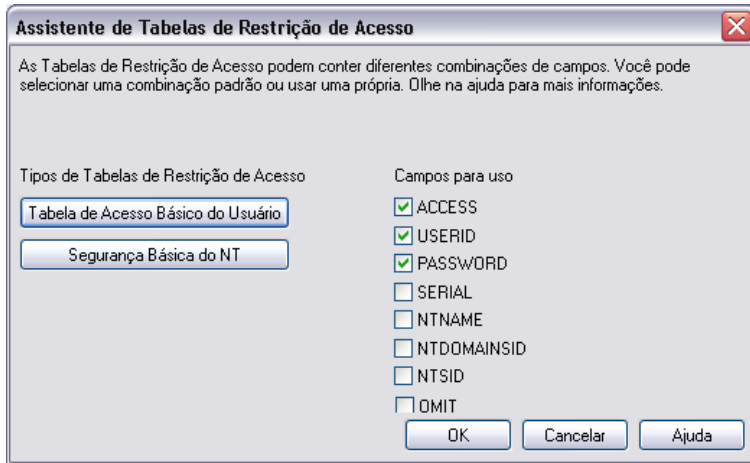 Assistente de Tabelas de Restrição de Acesso
As Tabelas de Restrição de Acesso podem conter diferentes combinações de campos. Você pode
selecionar uma combinação padrão ou usar uma própria. Olhe na ajuda para mais informações.
Tipos de Tabelas de Restrição de Acesso
Tabela de Acesso Básico do Usuário
Segurança Básica do NT
Campos para uso
ACCESS
USERID
PASSWORD
SERIAL
NTNAME
NTDOMAINSID
NTSID
OMIT
OK
Cancelar
Ajuda